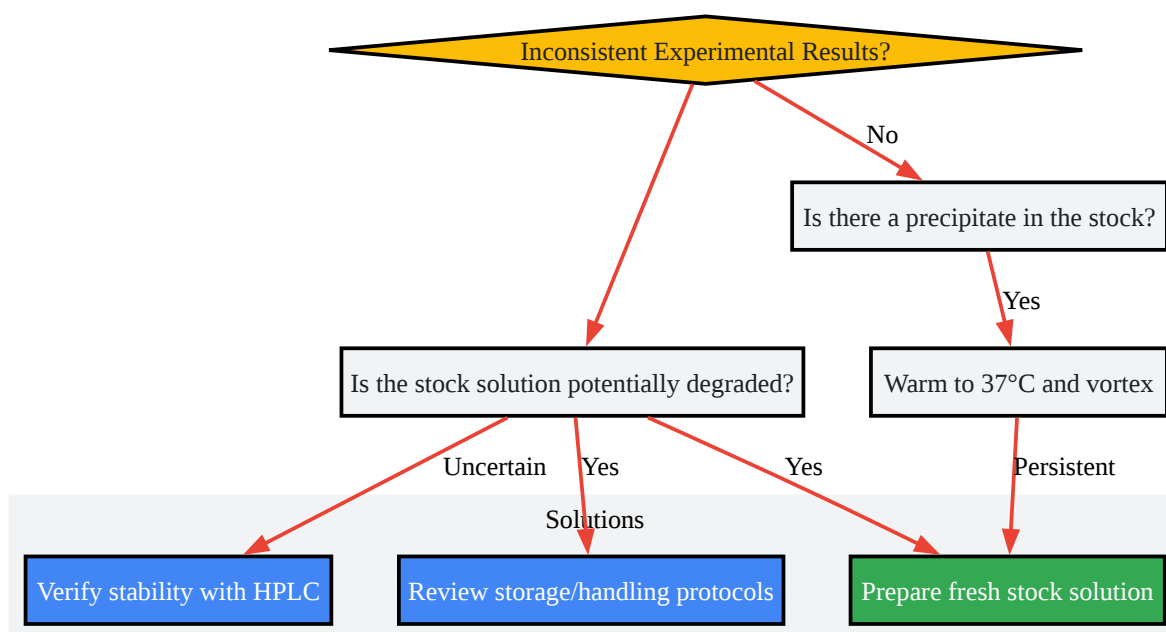 Inconsistent Experimental Results?
No
Is there a precipitate in the stock?
Yes
Is the stock solution potentially degraded?
Warm to 37°C and vortex
Uncertain
Yes
Yes
Persistent
Solutions
Verify stability with HPLC
Review storage/handling protocols
Prepare fresh stock solution